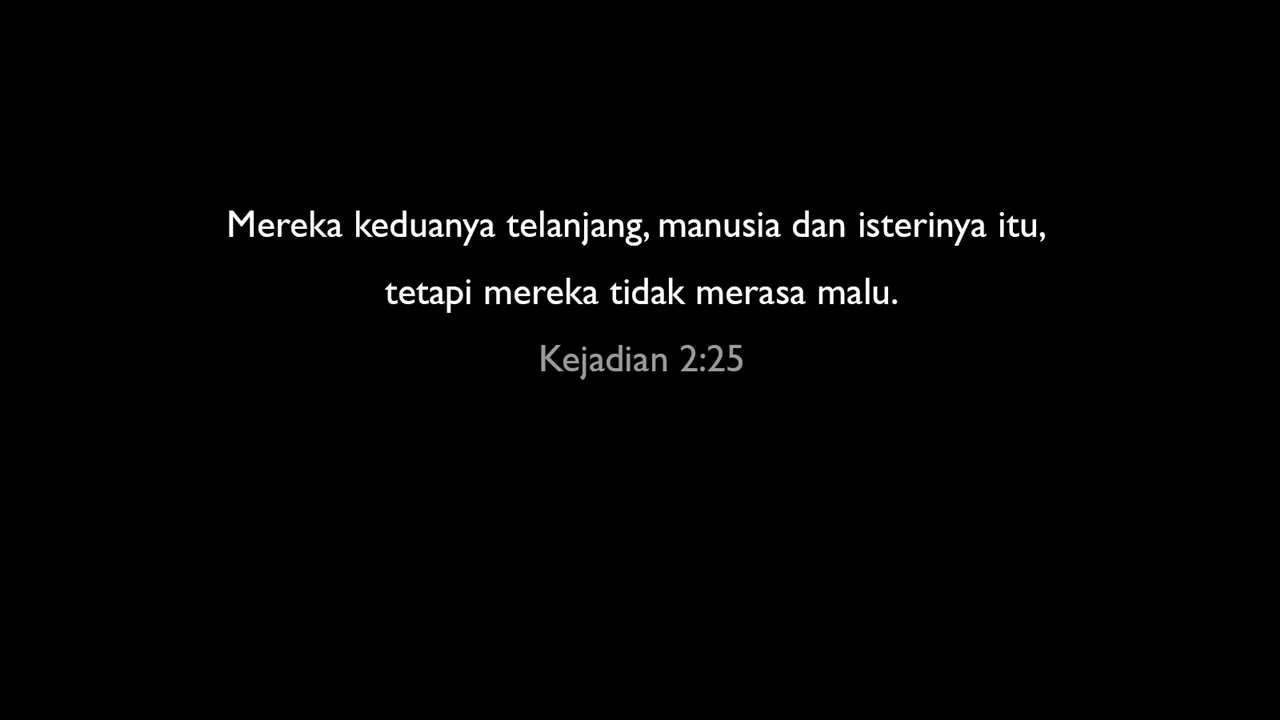 Mereka keduanya telanjang, manusia dan isterinya itu,
tetapi mereka tidak merasa malu.
Kejadian 2:25